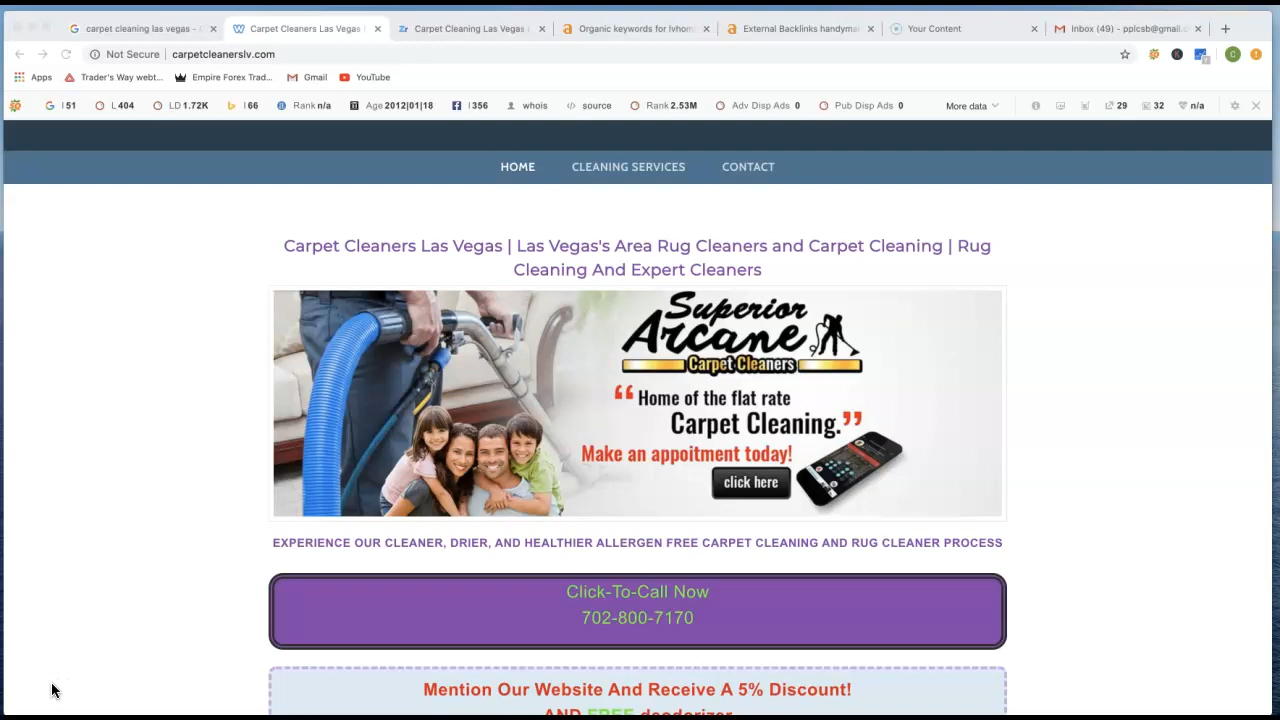 carpet cleaning las vegas -
Carpet Cleaners Las Vegas |
Carpet Cleaning Las Vegas
Organic keywords for lvhom
External Backlinks handyma
Your Content
Inbox (49) - pplcsb@gmail.c
Not Secure | carpetcleanerslv.com
Apps
Trader's Way webt...
Empire Forex Trad...
Gmail
YouTube
I 51
L 404
LD 1.72K
I 66
Rank n/a
Age 2012|01|18
I 356
whois
source
Rank 2.53M
Adv Disp Ads 0
Pub Disp Ads 0
More data
29
32
n/a
HOME
CLEANING SERVICES
CONTACT
Carpet Cleaners Las Vegas | Las Vegas's Area Rug Cleaners and Carpet Cleaning | Rug
Cleaning And Expert Cleaners
Superior
Arcane
Carpet Cleaners
“Home of the flat rate
Carpet Cleaning.”
Make an appoitment today!
click here
EXPERIENCE OUR CLEANER, DRIER, AND HEALTHIER ALLERGEN FREE CARPET CLEANING AND RUG CLEANER PROCESS
Click-To-Call Now
702-800-7170
Mention Our Website And Receive A 5% Discount!
AND FREE deodorizer